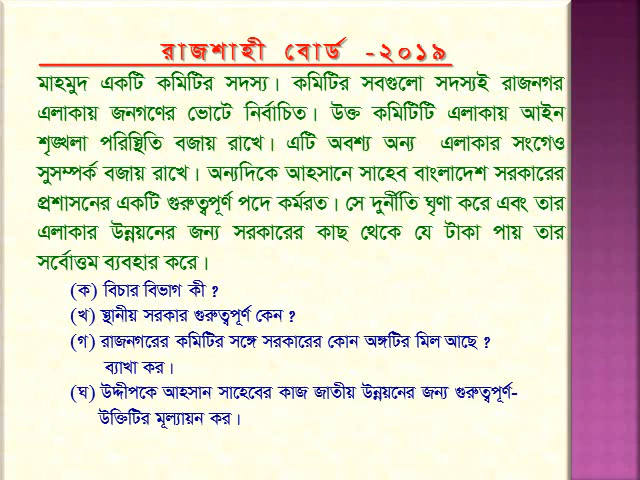 রাজশাহী বোর্ড -২০১৯
মাহমুদ একটি কমিটির সদস্য। কমিটির সবগুলো সদস্যই রাজনগর
এলাকায় জনগণের ভোটে নির্বাচিত। উক্ত কমিটিটি এলাকায় আইন
শৃঙ্খলা পরিস্থিতি বজায় রাখে। এটি অবশ্য অন্য এলাকার সংগেও
সুসম্পর্ক বজায় রাখে। অন্যদিকে আহসানে সাহেব বাংলাদেশ সরকারের
প্রশাসনের একটি গুরুত্বপূর্ণ পদে কর্মরত। সে দুর্নীতি ঘৃণা করে এবং তার
এলাকার উন্নয়নের জন্য সরকারের কাছ থেকে যে টাকা পায় তার
সর্বোত্তম ব্যবহার করে।
(ক) বিচার বিভাগ কী ?
(খ) স্থানীয় সরকার গুরুত্বপূর্ণ কেন ?
(গ) রাজনগরের কমিটির সঙ্গে সরকারের কোন অঙ্গটির মিল আছে ?
ব্যাখা কর।
(ঘ) উদ্দীপকে আহসান সাহেবের কাজ জাতীয় উন্নয়নের জন্য গুরুত্বপূর্ণ-
উক্তিটির মূল্যায়ন কর।